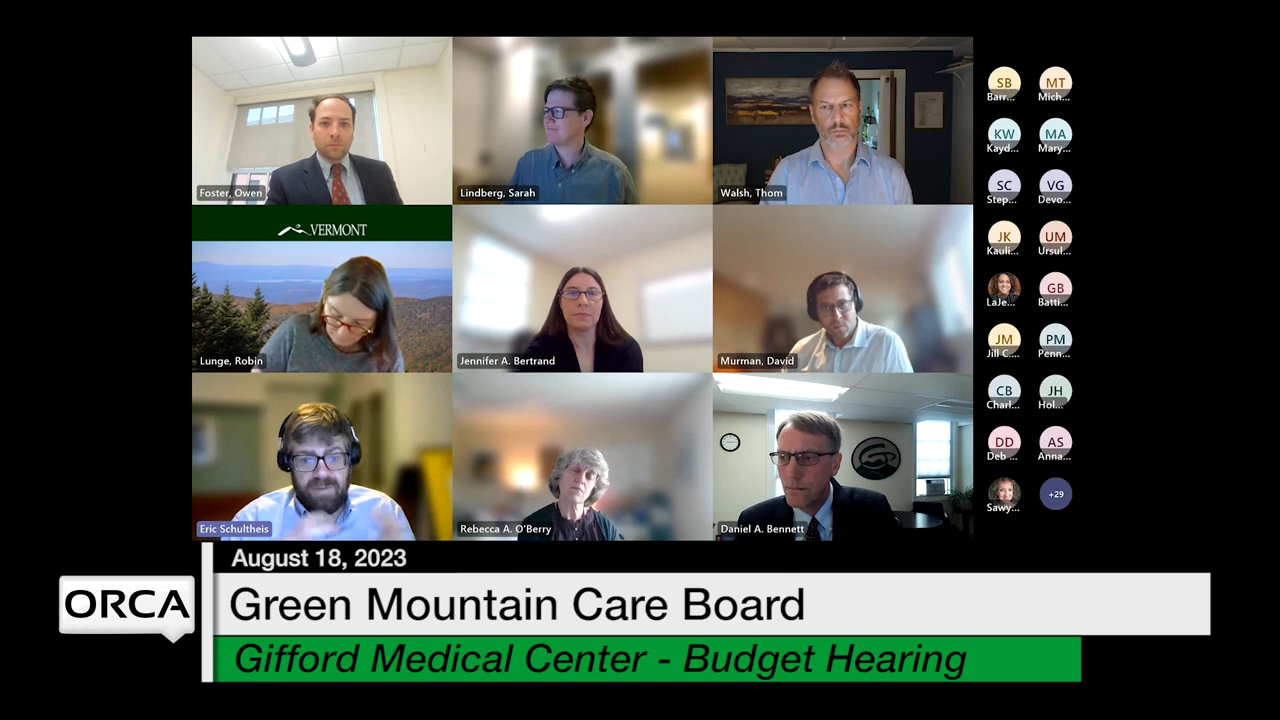 Foster, Owen
Lindberg, Sarah
Walsh, Thom
VERMONT
Lunge, Robin
Jennifer A. Bertrand
Murman, David
Eric Schultheis
Rebecca A. O'Berry
Daniel A. Bennett
SB
MT
Barr...
Mich...
KW
MA
Kayd...
Mary...
SC
VG
Step...
Devo...
JK
UM
Kauli...
Ursul...
GB
LaJe...
Batti...
JM
PM
Jill C...
Penn...
CB
JH
Charl...
Hol...
DD
AS
Deb ...
Anna...
+29
Sawy...
August 18, 2023
ORCA
Green Mountain Care Board
Gifford Medical Center - Budget Hearing